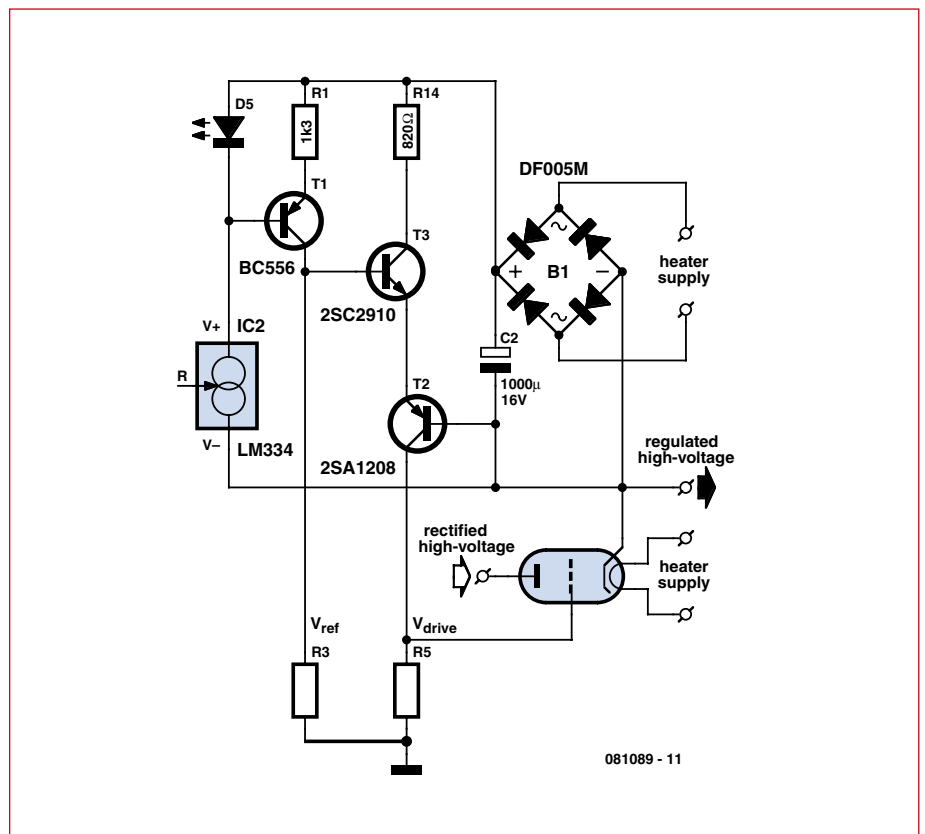 D5
R1
1k3
R14
820Ω
T1
BC556
T3
2SC2910
DF005M
~
+ B1 −
~
heater
supply
C2
1000µ
16V
V+ IC2
R
V− LM334
T2
2SA1208
regulated
high-voltage
rectified
high-voltage
heater
supply
Vref
Vdrive
R3
R5
081089 - 11